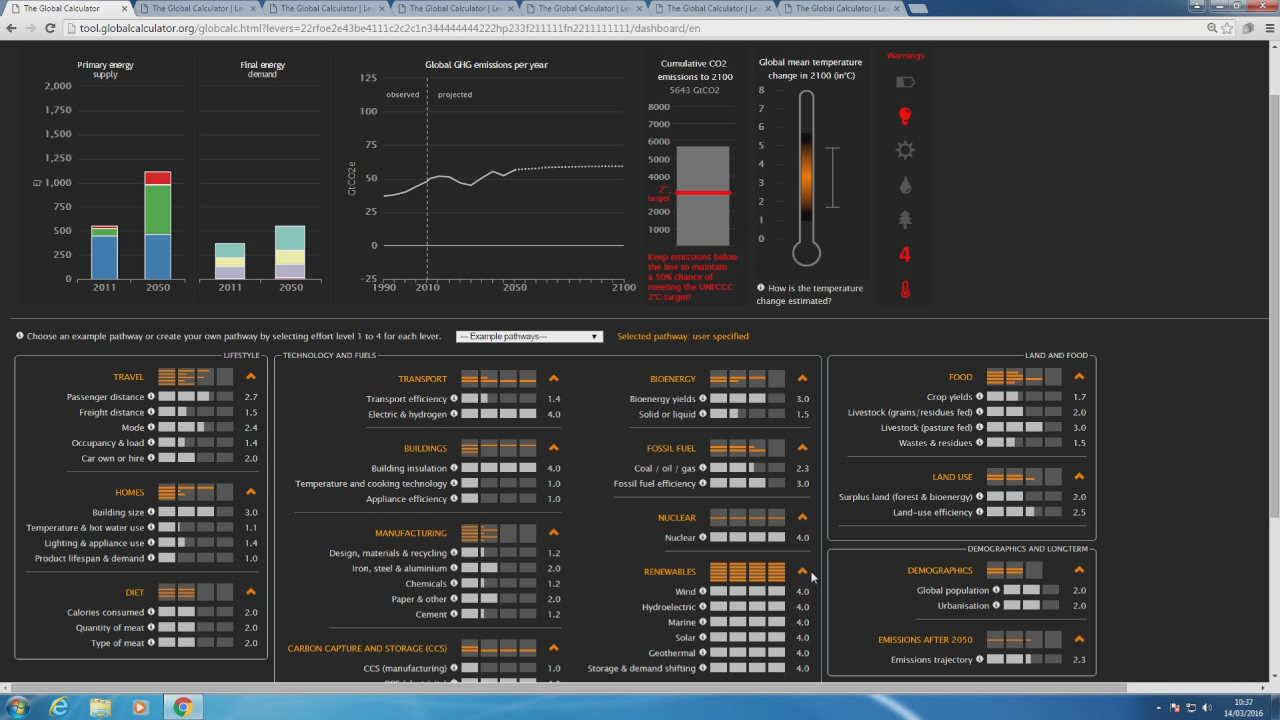 The Global Calculator
The Global Calculator | Le
The Global Calculator | Le
The Global Calculator | Le
The Global Calculator | Le
The Global Calculator | Le
The Global Calculator | Le
tool.globalcalculator.org/globcalc.html?levers=22rfoe2e43be4111c2c2c1n344444444222hp233f211111fn2211111111/dashboard/en
Primary energy
supply
Final energy
demand
2,000
1,750
1,500
1,250
1,000
750
500
250
0
EJ
2011
2050
2011
2050
Global GHG emissions per year
observed
projected
125
100
75
50
25
0
−25
GtCO2e
1990
2010
2050
2100
Cumulative CO2
emissions to 2100
5643 GtCO2
8000
7000
6000
5000
4000
2°
target
2000
1000
Keep emissions below
the line to maintain
a 50% chance of
meeting the UNFCCC
2°C target!
Global mean temperature
change in 2100 (in°C)
8
7
6
5
4
3
2
1
0
How is the temperature
change estimated?
Warnings
4
Choose an example pathway or create your own pathway by selecting effort level 1 to 4 for each lever.
--- Example pathways---
Selected pathway: user specified
LIFESTYLE
TRAVEL
Passenger distance 2.7
Freight distance 1.5
Mode 2.4
Occupancy & load 1.4
Car own or hire 2.0
HOMES
Building size 3.0
Temperature & hot water use 1.1
Lighting & appliance use 1.4
Product lifespan & demand 1.0
DIET
Calories consumed 2.0
Quantity of meat 2.0
Type of meat 2.0
TECHNOLOGY AND FUELS
TRANSPORT
Transport efficiency 1.4
Electric & hydrogen 4.0
BUILDINGS
Building insulation 4.0
Temperature and cooking technology 1.0
Appliance efficiency 1.0
MANUFACTURING
Design, materials & recycling 1.2
Iron, steel & aluminium 2.0
Chemicals 1.2
Paper & other 2.0
Cement 1.2
CARBON CAPTURE AND STORAGE (CCS)
CCS (manufacturing) 1.0
BIOENERGY
Bioenergy yields 3.0
Solid or liquid 1.5
FOSSIL FUEL
Coal / oil / gas 2.3
Fossil fuel efficiency 3.0
NUCLEAR
Nuclear 4.0
RENEWABLES
Wind 4.0
Hydroelectric 4.0
Marine 4.0
Solar 4.0
Geothermal 4.0
Storage & demand shifting 4.0
LAND AND FOOD
FOOD
Crop yields 1.7
Livestock (grains/residues fed) 2.0
Livestock (pasture fed) 3.0
Wastes & residues 1.5
LAND USE
Surplus land (forest & bioenergy) 2.0
Land-use efficiency 2.5
DEMOGRAPHICS AND LONGTERM
DEMOGRAPHICS
Global population 2.0
Urbanisation 2.0
EMISSIONS AFTER 2050
Emissions trajectory 2.3
10:37
14/03/2016